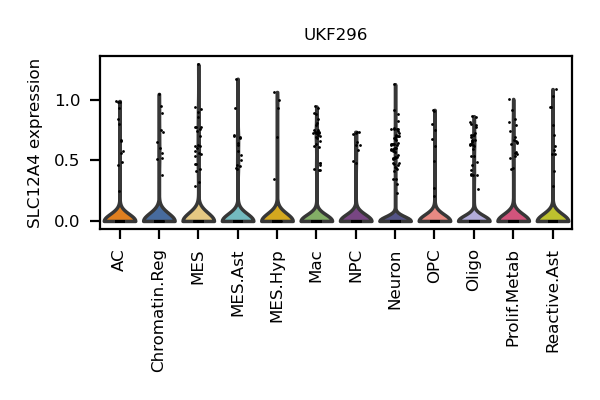 UKF296
SLC12A4 expression
1.0
0.5
0.0
AC
Chromatin.Reg
MES
MES.Ast
MES.Hyp
Mac
NPC
Neuron
OPC
Oligo
Prolif.Metab
Reactive.Ast